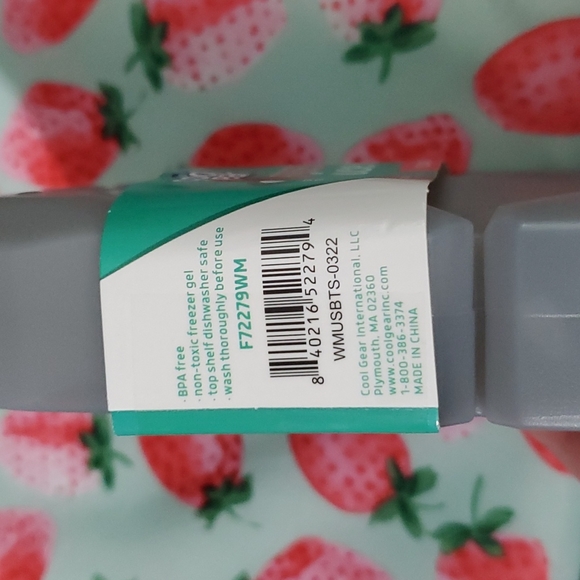 · BPA free
· non-toxic freezer gel
· top shelf dishwasher safe
· wash thoroughly before use
F72279WM
8 40216 52279 4
WMUSBTS-0322
Cool Gear International, LLC
Plymouth, MA 02360
www.coolgearinc.com
1-800-386-3374
MADE IN CHINA